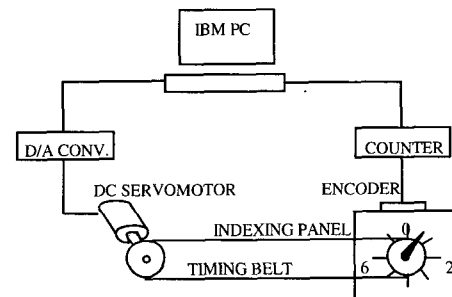 IBM PC
D/A CONV.
COUNTER
DC SERVOMOTOR
ENCODER
INDEXING PANEL
0
TIMING BELT
6
2